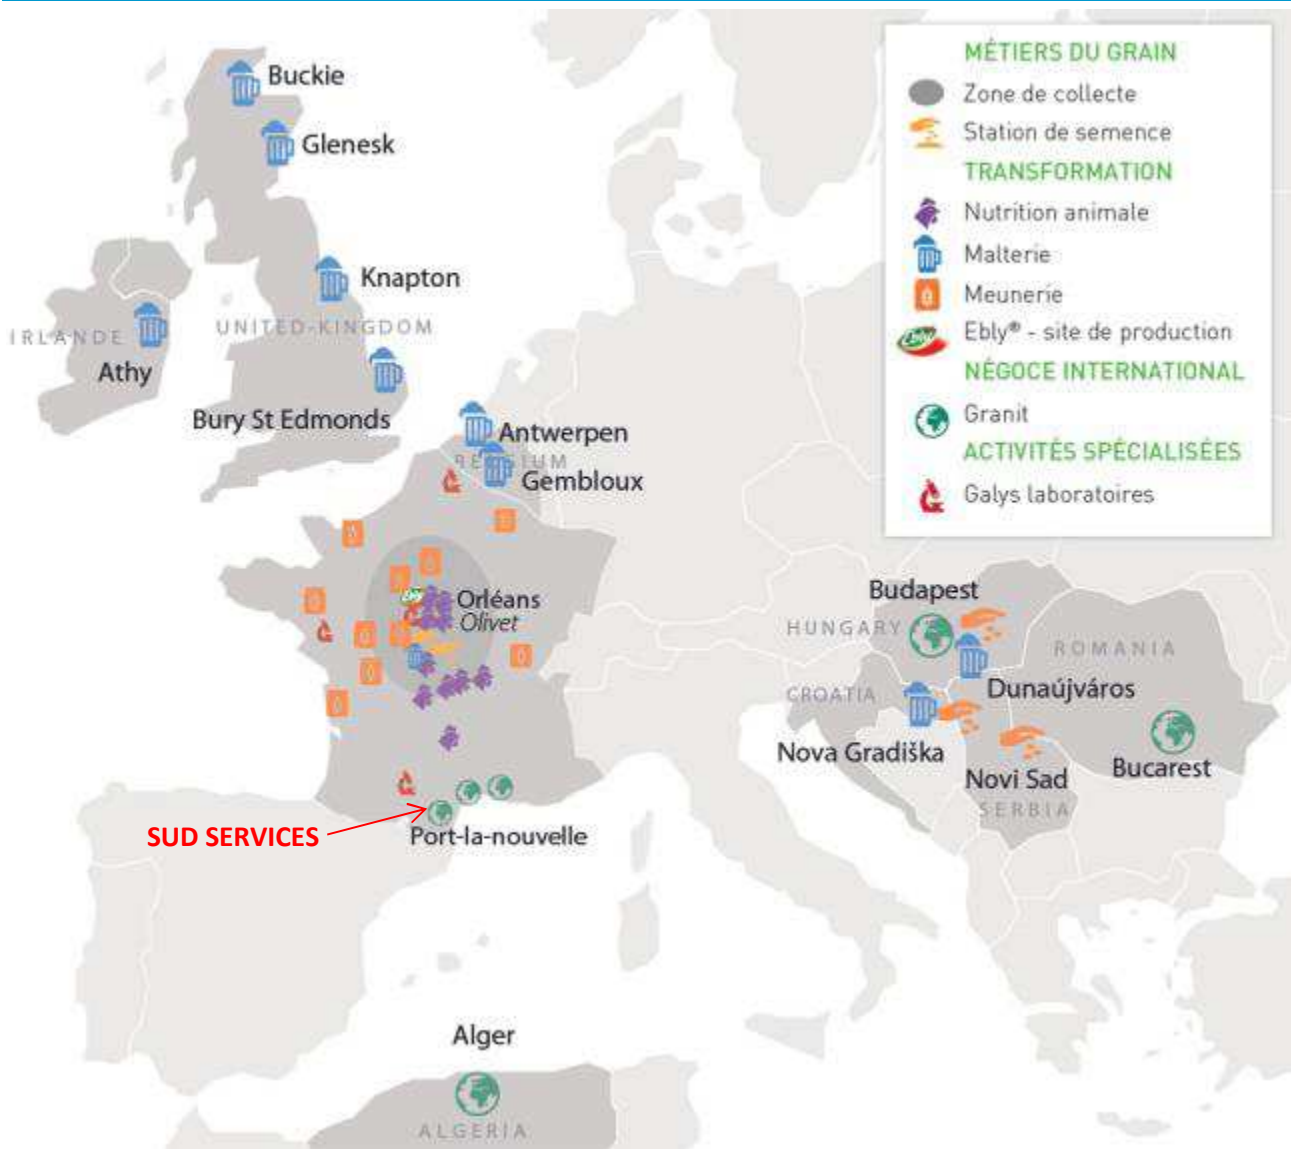 MÉTIERS DU GRAIN
Zone de collecte
Station de semence
TRANSFORMATION
Nutrition animale
Malterie
Meunerie
Ebly
Ebly® - site de production
NÉGOCE INTERNATIONAL
Granit
ACTIVITÉS SPÉCIALISÉES
Galys laboratoires
Buckie
Glenesk
Knapton
UNITED-KINGDOM
IRLANDE
Athy
Bury St Edmonds
Antwerpen
BELGIUM
Gembloux
Ebly
Orléans
Olivet
Budapest
HUNGARY
ROMANIA
Dunaújváros
CROATIA
Nova Gradiška
Novi Sad
Bucarest
SERBIA
SUD SERVICES
Port-la-nouvelle
Alger
ALGERIA